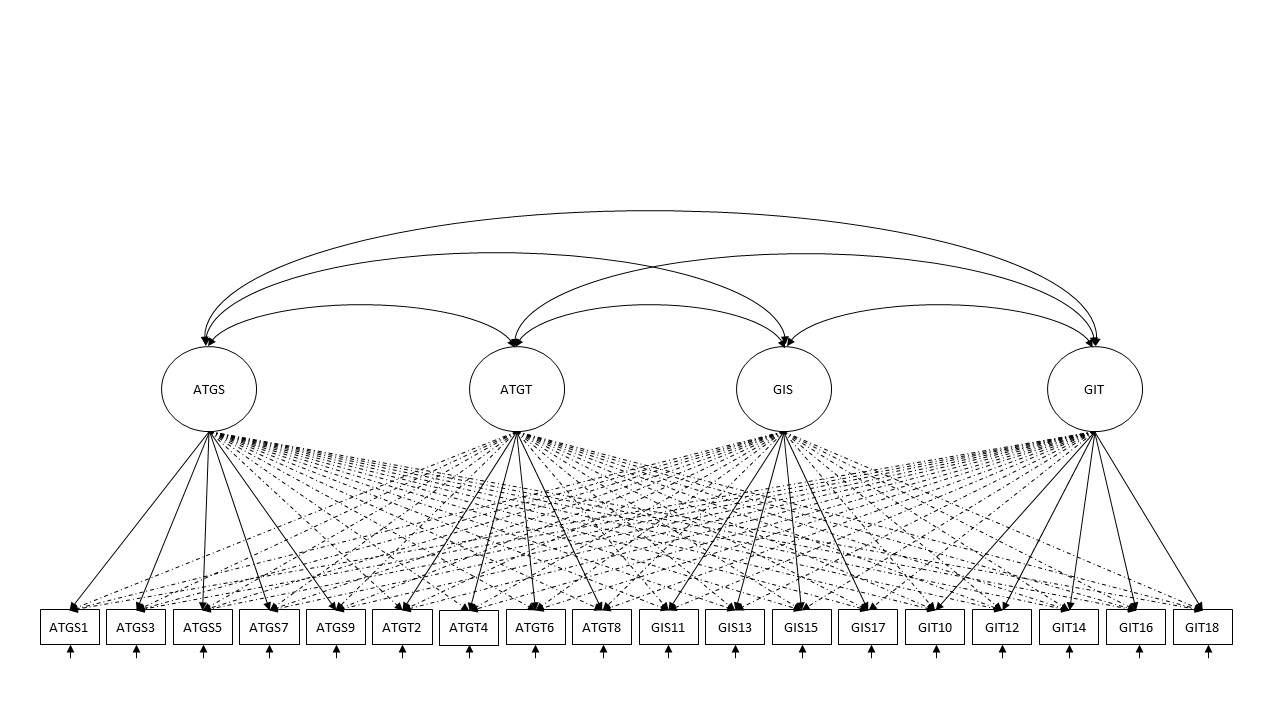 ATGS
ATGT
GIS
GIT
ATGS1
ATGS3
ATGS5
ATGS7
ATGS9
ATGT2
ATGT4
ATGT6
ATGT8
GIS11
GIS13
GIS15
GIS17
GIT10
GIT12
GIT14
GIT16
GIT18